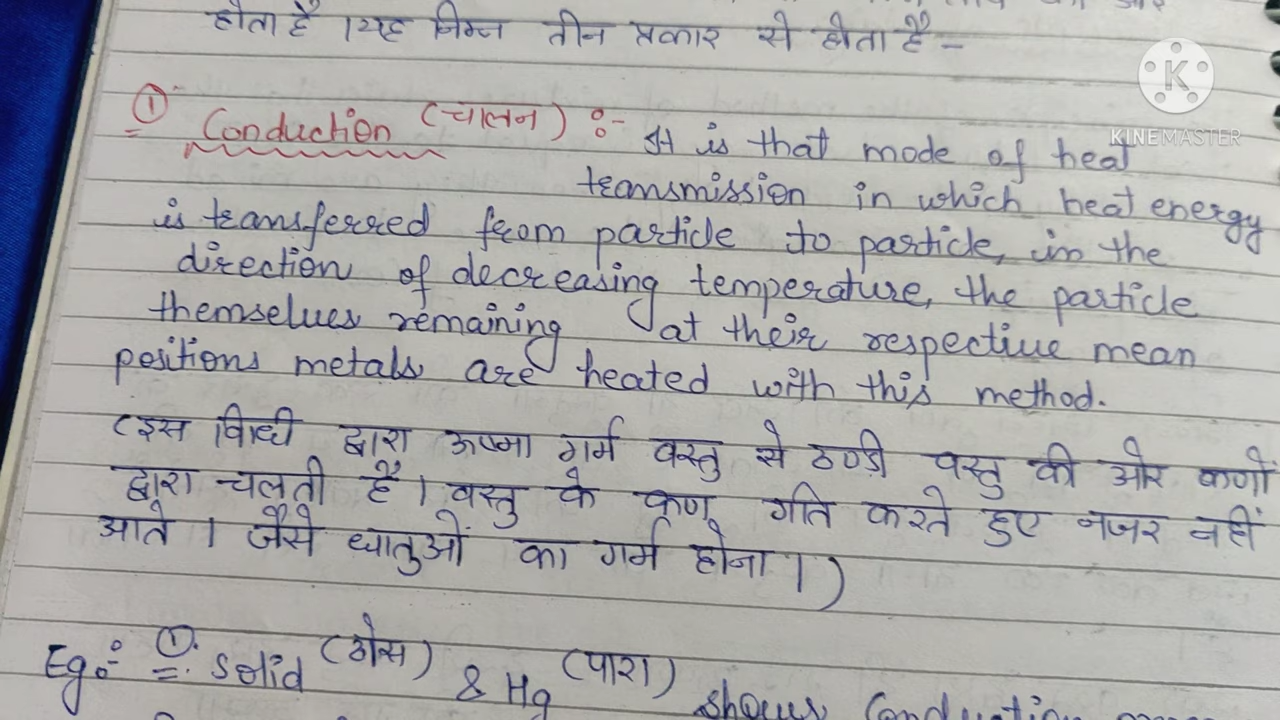 होता है । यह निम्न तीन प्रकार से होता है -
① Conduction (चालन) :- It is that mode of heat
transmission in which heat energy
is transferred from particle to particle, in the
direction of decreasing temperature, the particle
themselves remaining at their respective mean
positions metals are heated with this method.
(इस विधी द्वारा ऊष्मा गर्म वस्तु से ठण्डी वस्तु की ओर कणों
द्वारा चलती है । वस्तु के कण गति करते हुए नजर नहीं
आते । जैसे धातुओं का गर्म होना ।)
Eg:- ① solid (ठोस) & Hg (पारा) shows Conduction
K
KINEMASTER